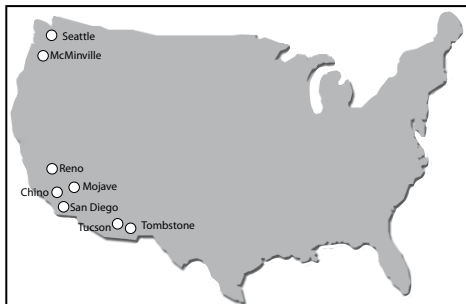 Seattle
McMinville
Reno
Mojave
Chino
San Diego
Tucson
Tombstone